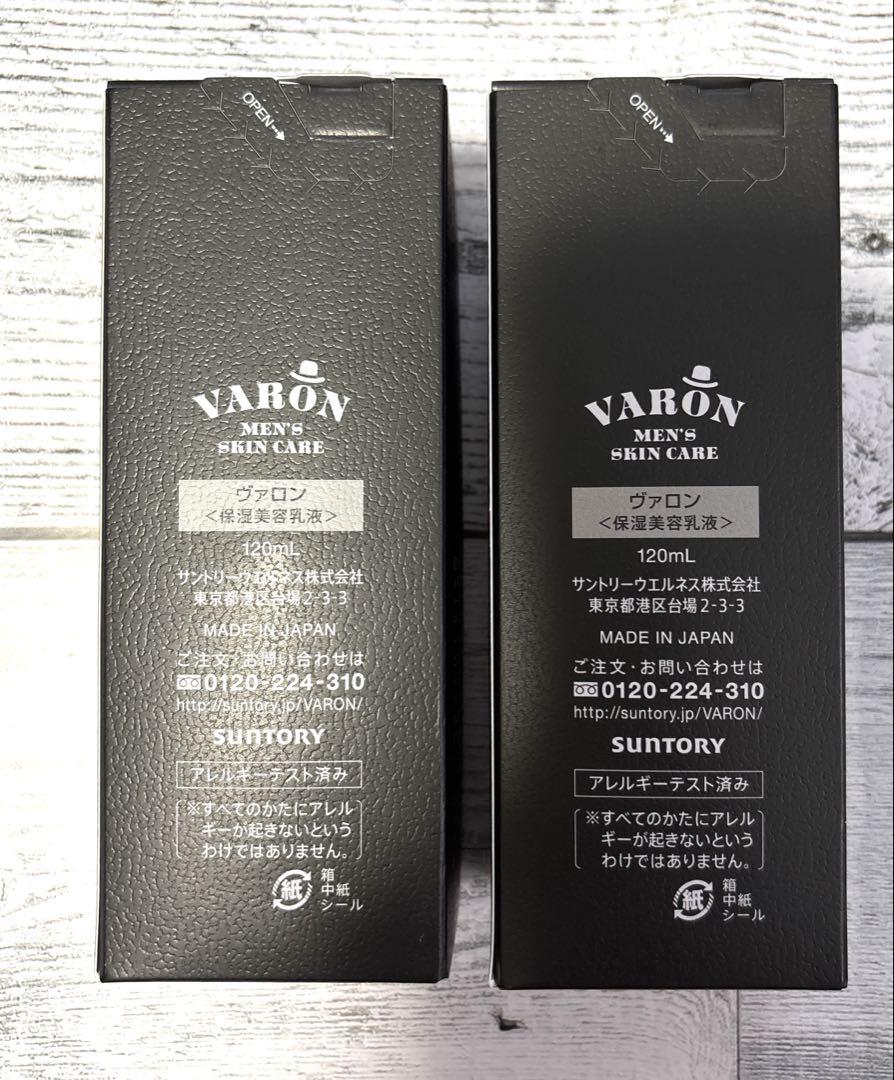 OPEN
VARON
MEN'S
SKIN CARE
ヴァロン
<保湿美容乳液>
120mL
サントリーウエルネス株式会社
東京都港区台場2-3-3
MADE IN JAPAN
ご注文・お問い合わせは
0120-224-310
http://suntory.jp/VARON/
SUNTORY
アレルギーテスト済み
※すべてのかたにアレル
ギーが起きないという
わけではありません。
紙
箱
中紙
シール
OPEN
VARON
MEN'S
SKIN CARE
ヴァロン
<保湿美容乳液>
120mL
サントリーウエルネス株式会社
東京都港区台場2-3-3
MADE IN JAPAN
ご注文・お問い合わせは
0120-224-310
http://suntory.jp/VARON/
SUNTORY
アレルギーテスト済み
※すべてのかたにアレル
ギーが起きないという
わけではありません。
紙
箱
中紙
シール